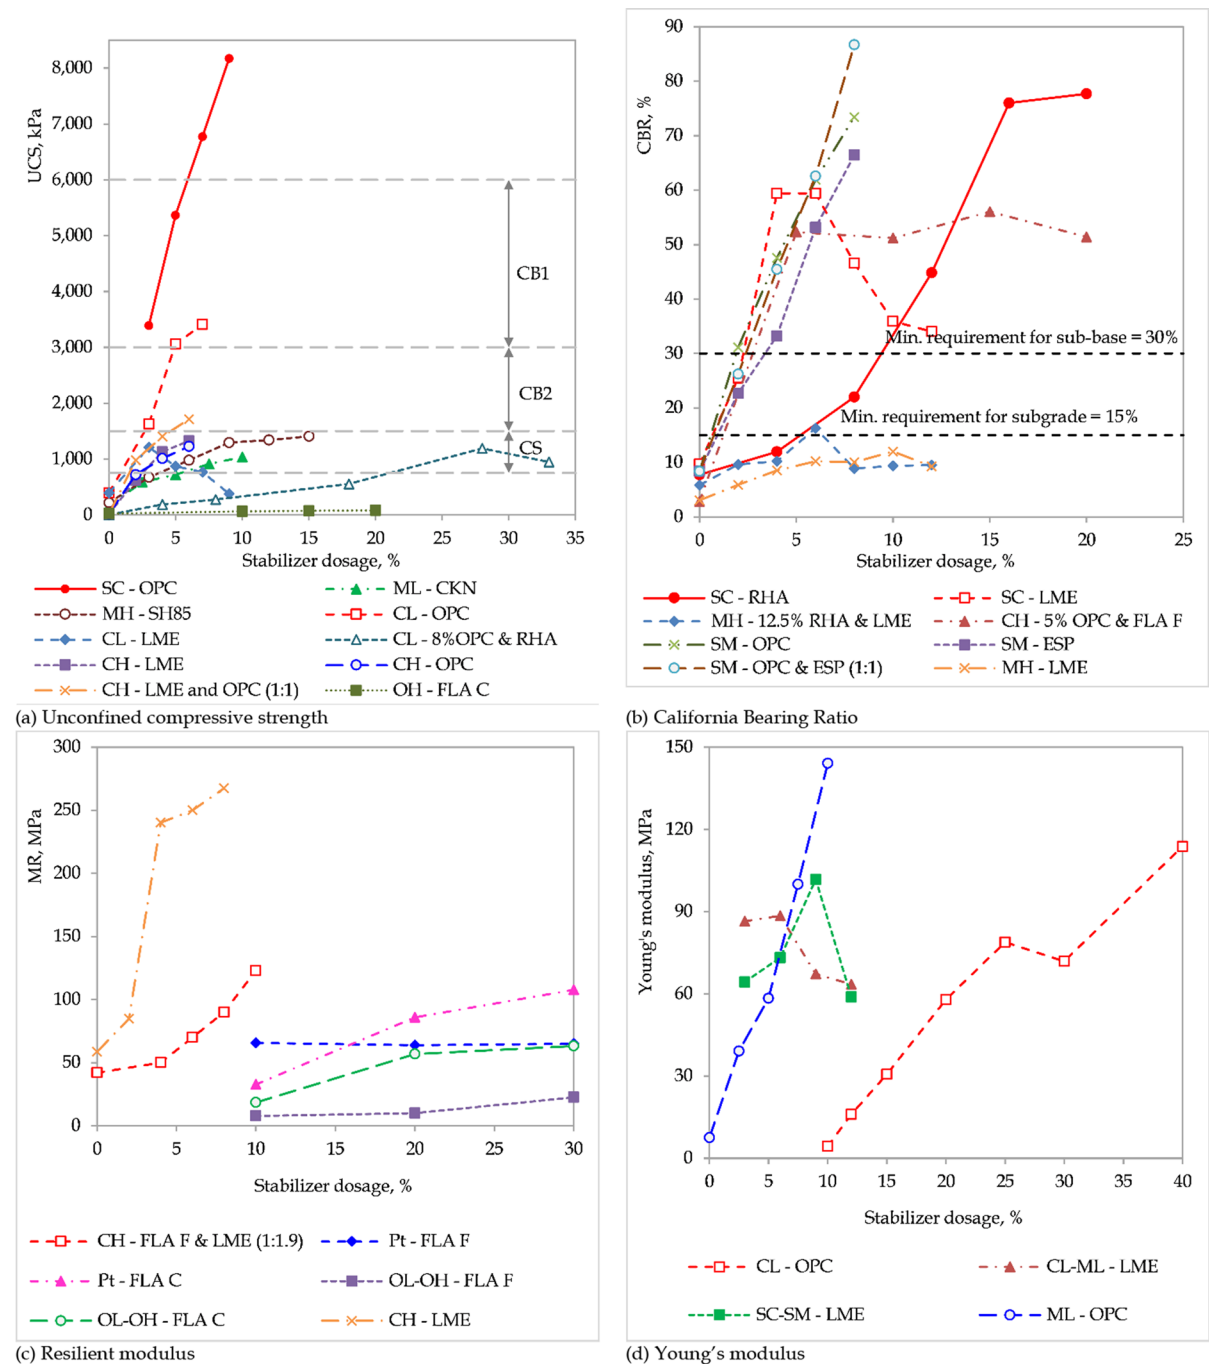 8,000
7,000
6,000
5,000
4,000
3,000
2,000
1,000
0
UCS, kPa
CB1
CB2
CS
0 5 10 15 20 25 30 35
Stabilizer dosage, %
SC - OPC ML - CKN
MH - SH85 CL - OPC
CL - LME CL - 8%OPC & RHA
CH - LME CH - OPC
CH - LME and OPC (1:1) OH - FLA C
(a) Unconfined compressive strength
90
80
70
60
50
40
30
20
10
0
CBR, %
Min. requirement for sub-base = 30%
Min. requirement for subgrade = 15%
0 5 10 15 20 25
Stabilizer dosage, %
SC - RHA SC - LME
MH - 12.5% RHA & LME CH - 5% OPC & FLA F
SM - OPC SM - ESP
SM - OPC & ESP (1:1) MH - LME
(b) California Bearing Ratio
300
250
200
150
100
50
0
MR, MPa
0 5 10 15 20 25 30
Stabilizer dosage, %
CH - FLA F & LME (1:1.9) Pt - FLA F
Pt - FLA C OL-OH - FLA F
OL-OH - FLA C CH - LME
(c) Resilient modulus
150
120
90
60
30
0
Young's modulus, MPa
0 5 10 15 20 25 30 35 40
Stabilizer dosage, %
CL - OPC CL-ML - LME
SC-SM - LME ML - OPC
(d) Young’s modulus